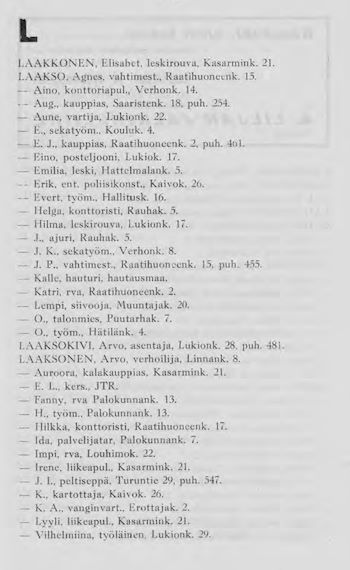 L
LAAKKONEN, Elisabet, leskirouva, Kasarmink. 21.
LAAKSO, Agnes, vahtimest., Raatihuoneenk. 15.
— Aino, konttoriapul., Verhonk. 14.
— Aug., kauppias, Saaristenk. 18, puh. 254.
— Aune, vartija, Lukionk. 22.
— E., sekatyöm., Kouluk. 4.
— E. J., kauppias, Raatihuoneenk. 2, puh. 461.
— Eino, posteljooni, Lukiok. 17.
— Emilia, leski, Hattelmalank. 5.
— Erik, ent. poliisikonst., Kaivok. 26.
— Evert, työm., Hallitusk. 16.
— Helga, konttoristi, Rauhak. 5.
— Hilma, leskirouva, Lukionk. 17.
— J., ajuri, Rauhak. 5.
— J. K., sekatyöm., Verhonk. 8.
— J. P., vahtimest., Raatihuoneenk. 15, puh. 455.
— Kalle, hauturi, hautausmaa.
— Katri, rva, Raatihuoneenk. 2.
— Lempi, siivooja, Muuntajak. 20.
— O., talonmies, Puutarhak. 7.
— O., työm., Hätilänk. 4.
LAAKSOKIVI, Arvo, asentaja, Lukionk. 28. puh. 481.
LAAKSONEN, Arvo, verhoilija, Linnank. 8.
— Auroora, kalakauppias, Kasarmink. 21.
— E. L., kers., JTR.
— Fanny, rva Palokunnank. 13.
— H., työm., Palokunnank. 13.
— Hilkka, konttoristi, Raatihuoneenk. 17.
— Ida, palvelijatar, Palokunnank. 7.
— Impi, rva, Louhimok. 22.
— Irene, liikeapul., Kasarmink. 21.
— J. I., peltiseppä, Turuntie 29, puh. 547.
— K., kartottaja, Kaivok. 26.
— K. A., vanginvart., Erottajak. 2.
— Lyyli, liikeapul., Kasarmink. 21.
— Vilhelmiina, työläinen, Lukionk. 29.